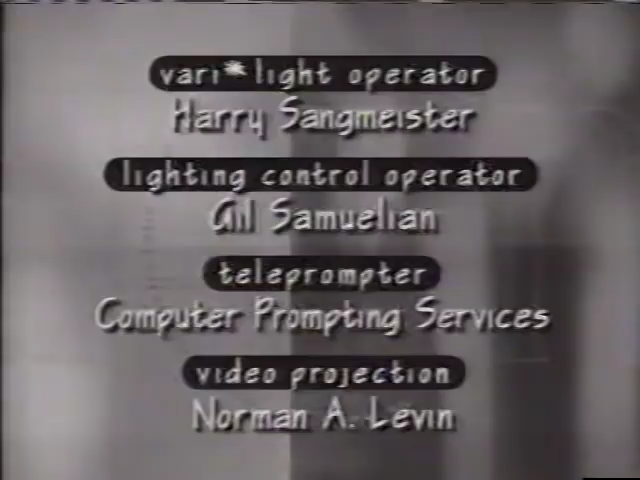 vari*light operator
Harry Sangmeister
lighting control operator
Gil Samuelian
teleprompter
Computer Prompting Services
video projection
Norman A. Levin